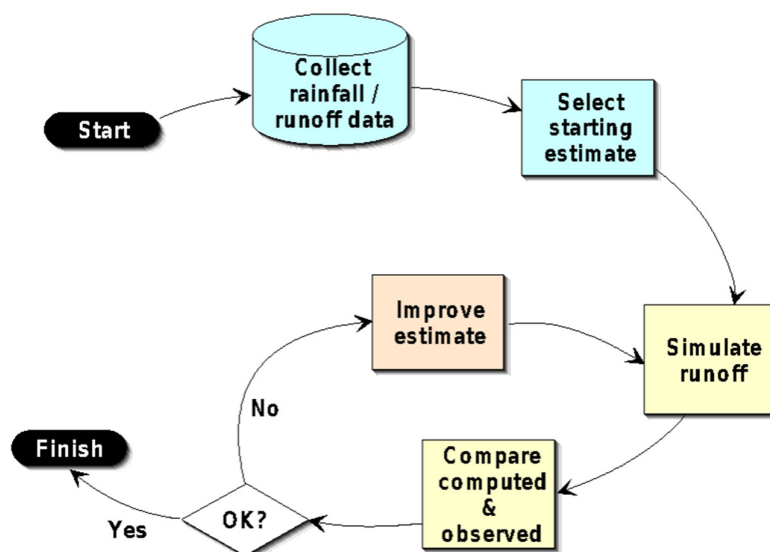 Start
Collect
rainfall /
runoff data
Select
starting
estimate
Simulate
runoff
Compare
computed
&
observed
OK?
No
Improve
estimate
Yes
Finish